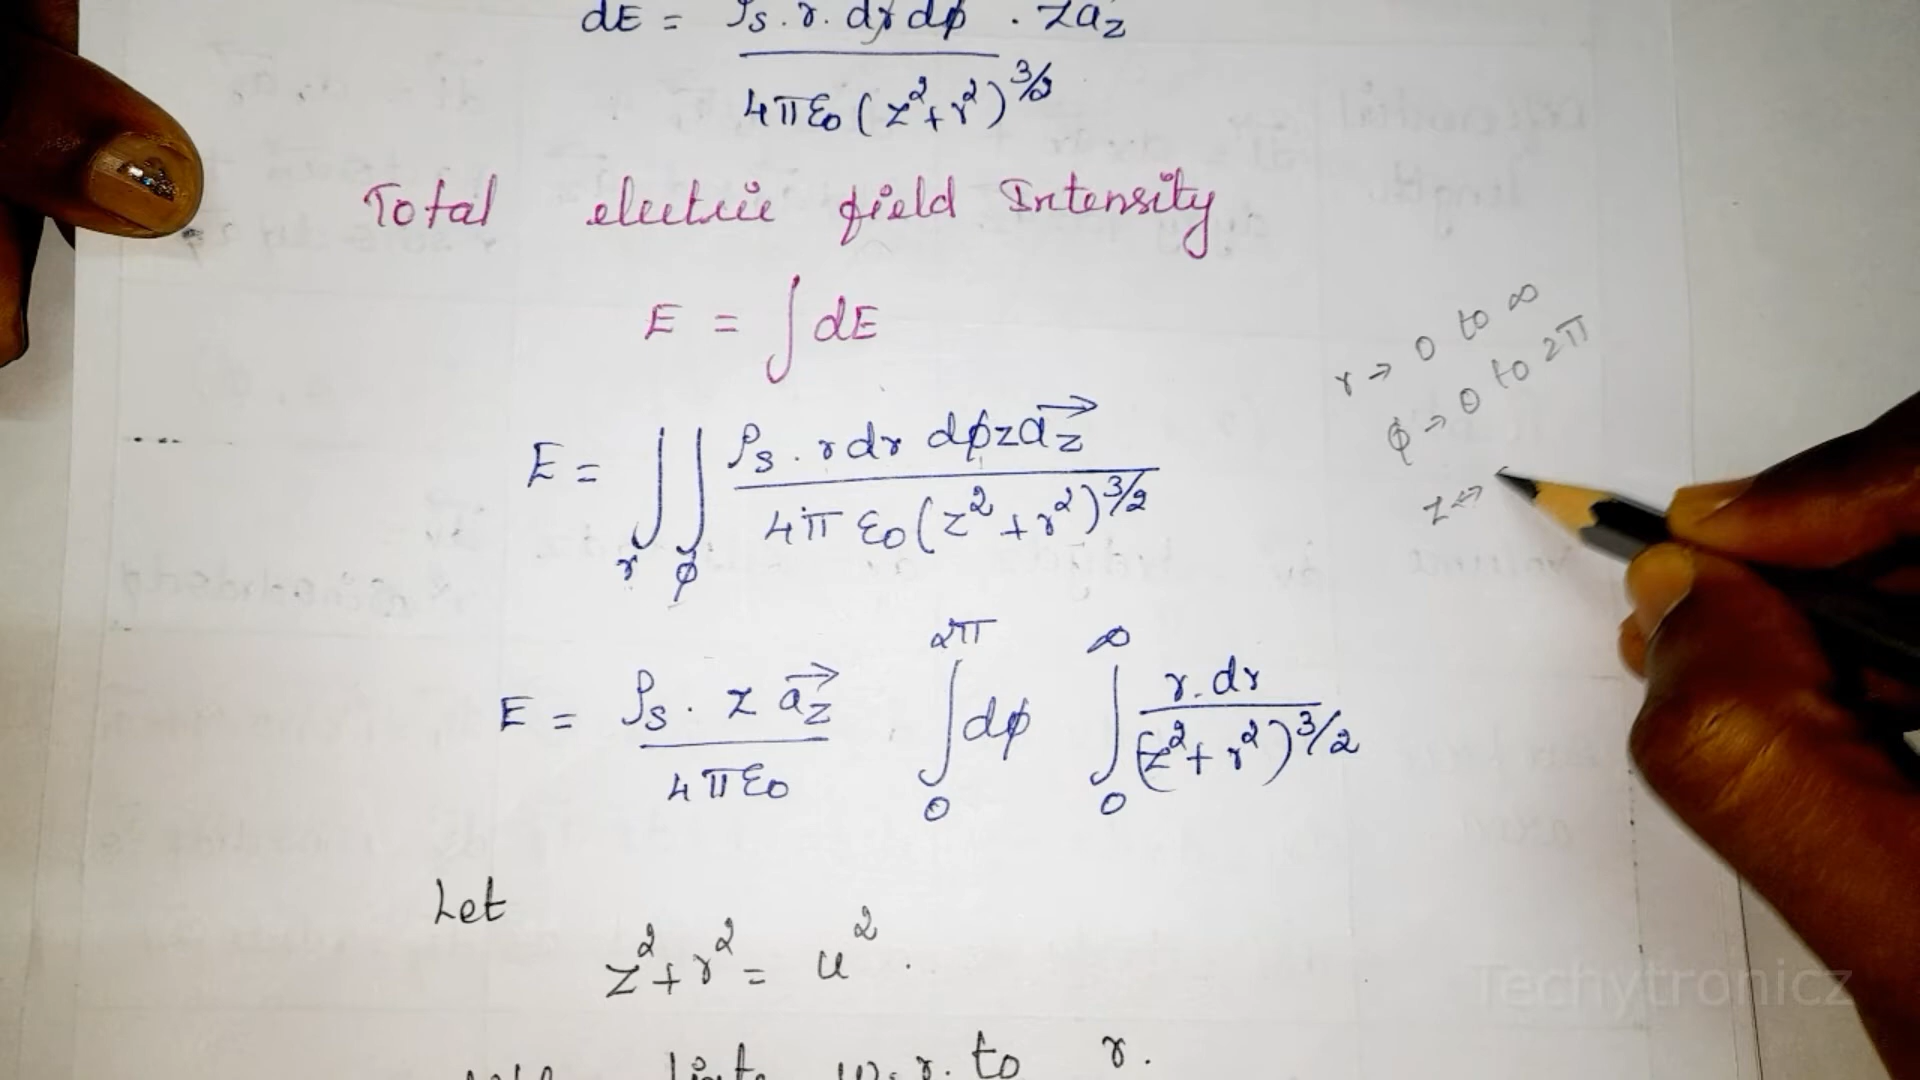 dE = ρs . r . dr dϕ . z az
4πε0 (z²+r²)^3/2
Total electric field Intensity
E = ∫ dE
r → 0 to ∞
ϕ → 0 to 2π
z ↔
E = ∫r ∫ϕ ρs . r dr dϕ z az→
4π ε0 (z² + r²)^3/2
E = ρs . z az→ ∫0^2π dϕ ∫0^∞ r . dr
4πε0 (z² + r²)^3/2
Let
z² + r² = u² .
w.r. to r .
Techytronicz